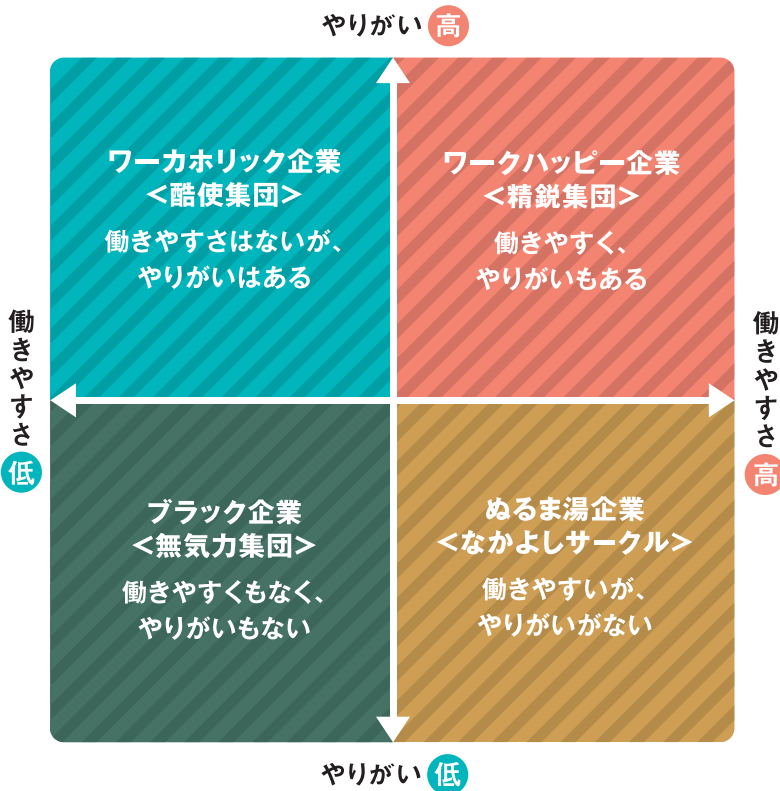 やりがい 高
ワーカホリック企業
＜酷使集団＞
働きやすさはないが、
やりがいはある
ワークハッピー企業
＜精鋭集団＞
働きやすく、
やりがいもある
働きやすさ 低
働きやすさ 高
ブラック企業
＜無気力集団＞
働きやすくもなく、
やりがいもない
ぬるま湯企業
＜なかよしサークル＞
働きやすいが、
やりがいがない
やりがい 低